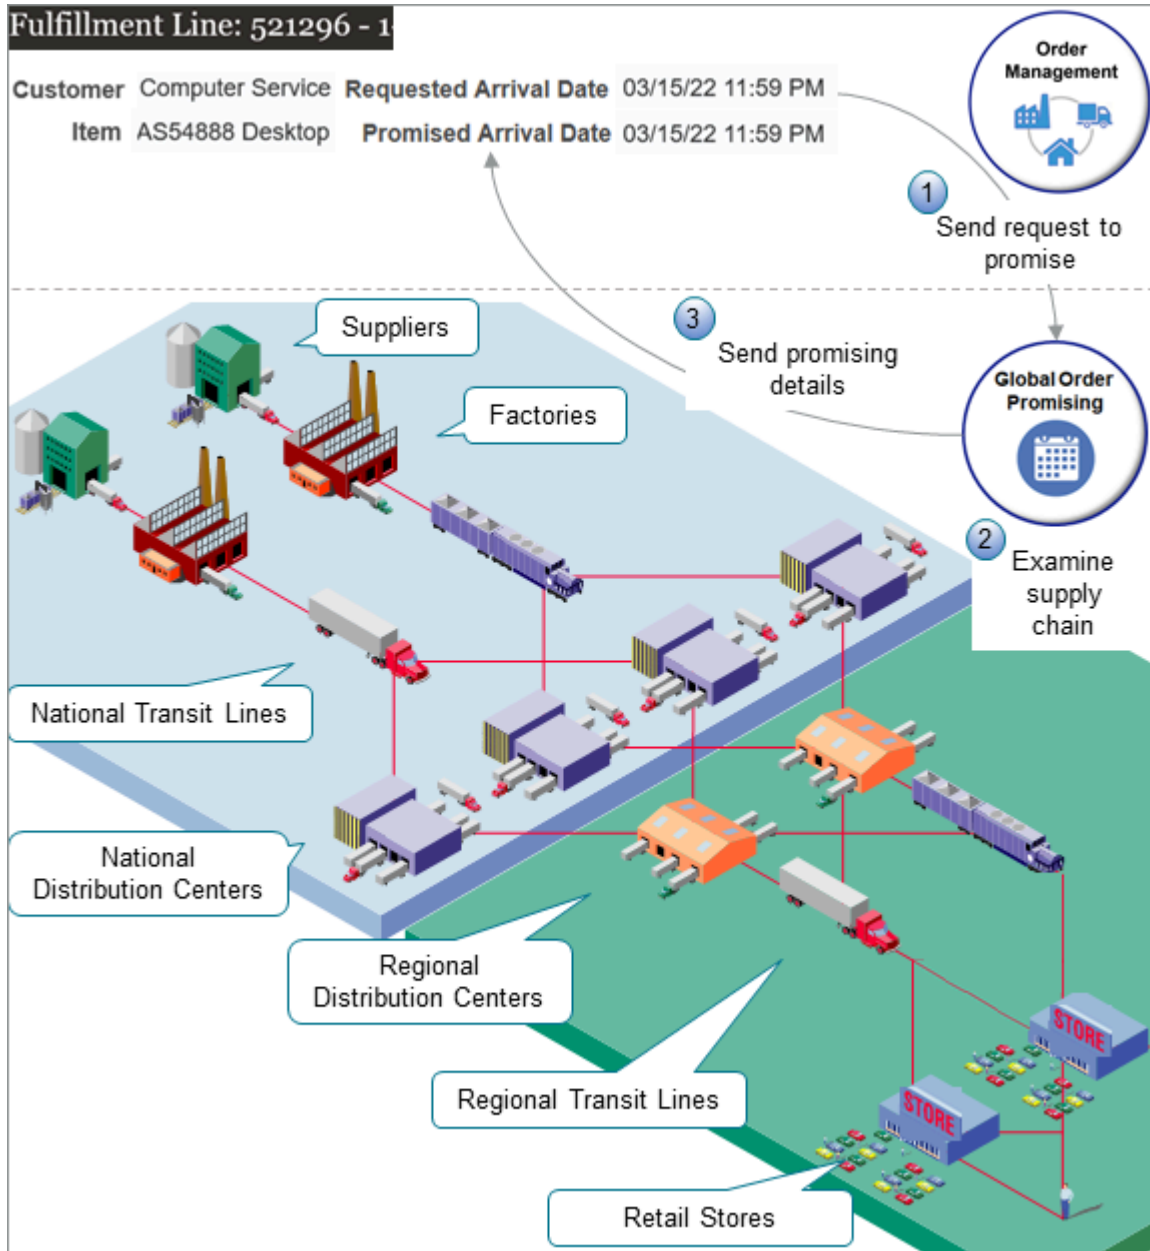 Fulfillment Line: 521296 - 1
Customer Computer Service Requested Arrival Date 03/15/22 11:59 PM
Item AS54888 Desktop Promised Arrival Date 03/15/22 11:59 PM
Order
Management
1
Send request to
promise
3
Send promising
details
Global Order
Promising
2
Examine
supply
chain
Suppliers
Factories
National Transit Lines
National
Distribution Centers
Regional
Distribution Centers
Regional Transit Lines
STORE
STORE
Retail Stores